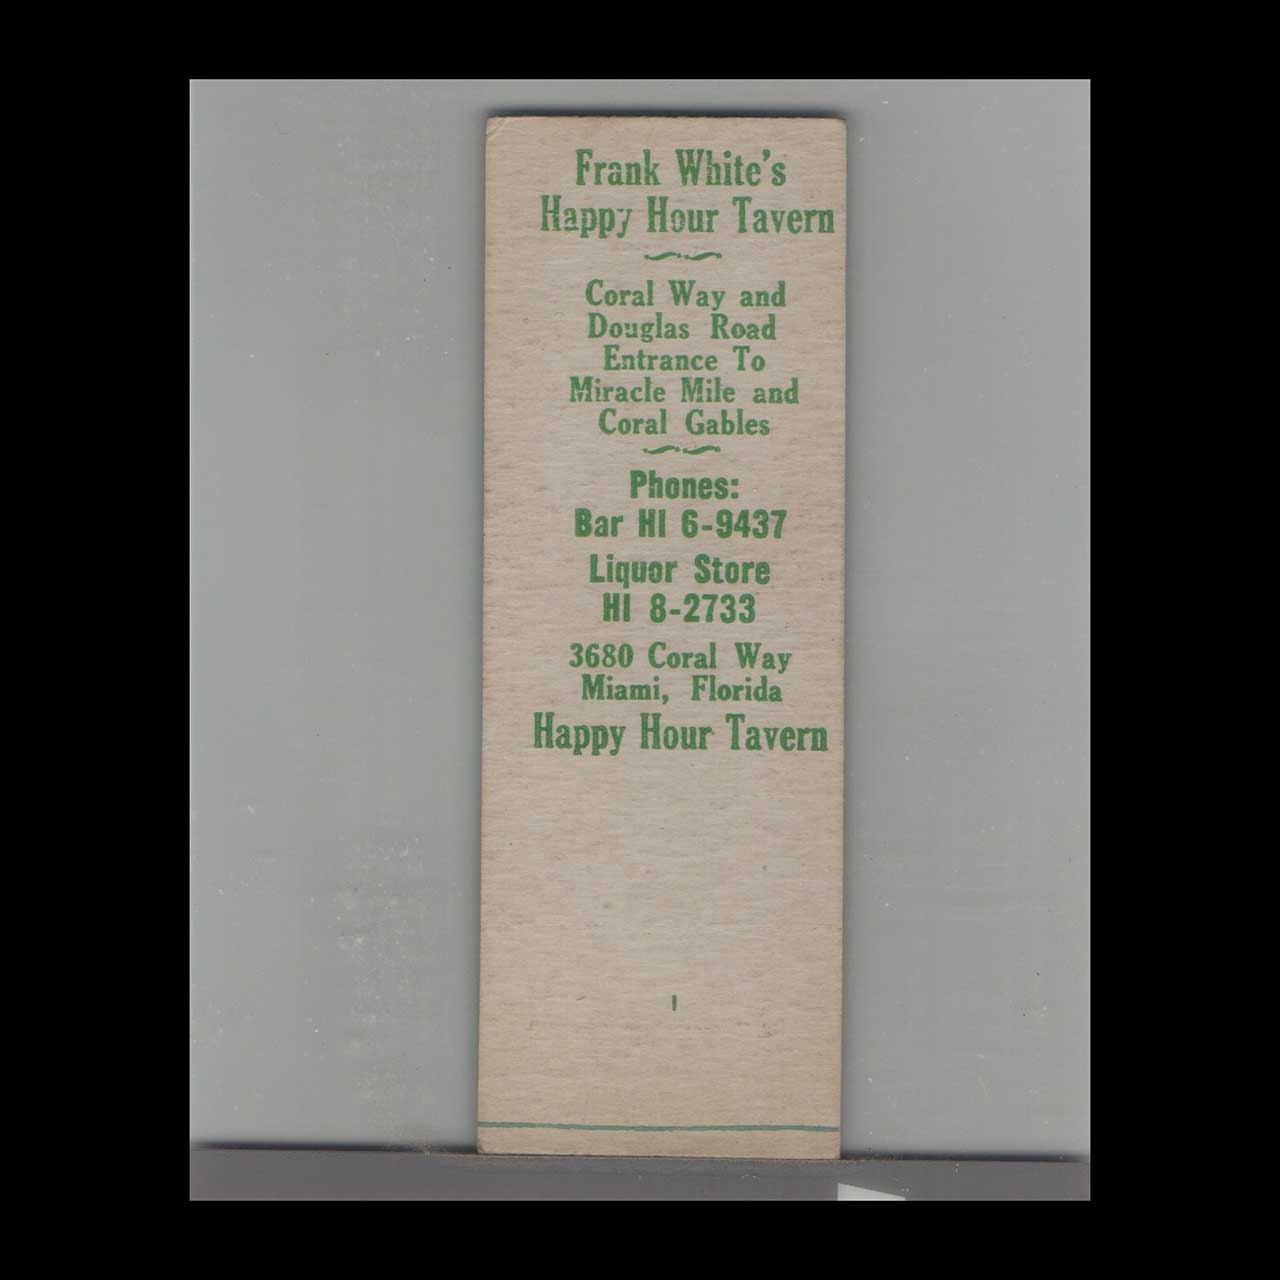 Frank White's
Happy Hour Tavern
Coral Way and
Douglas Road
Entrance To
Miracle Mile and
Coral Gables
Phones:
Bar HI 6-9437
Liquor Store
HI 8-2733
3680 Coral Way
Miami, Florida
Happy Hour Tavern